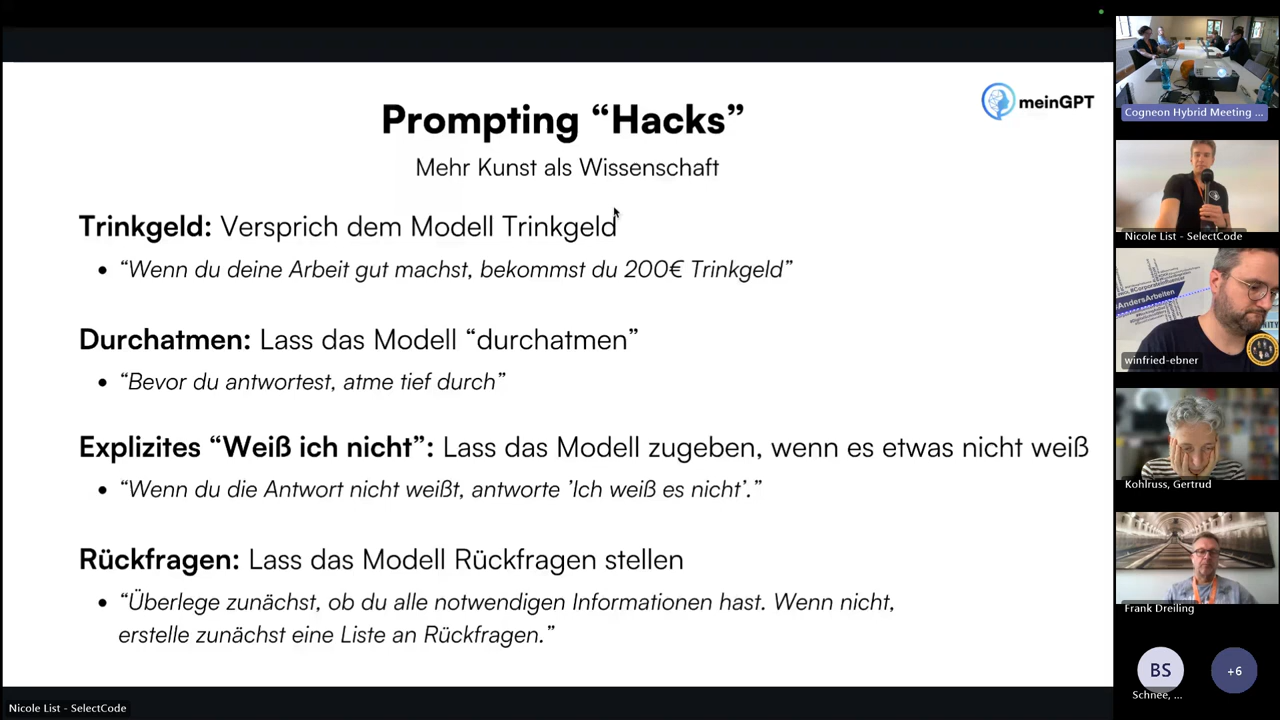 Prompting “Hacks”
meinGPT
Mehr Kunst als Wissenschaft
Trinkgeld: Versprich dem Modell Trinkgeld
• “Wenn du deine Arbeit gut machst, bekommst du 200€ Trinkgeld”
Durchatmen: Lass das Modell “durchatmen”
• “Bevor du antwortest, atme tief durch”
Explizites “Weiß ich nicht”: Lass das Modell zugeben, wenn es etwas nicht weiß
• “Wenn du die Antwort nicht weißt, antworte ’Ich weiß es nicht’.”
Rückfragen: Lass das Modell Rückfragen stellen
• “Überlege zunächst, ob du alle notwendigen Informationen hast. Wenn nicht,
erstelle zunächst eine Liste an Rückfragen.”
Nicole List - SelectCode
Cogneon Hybrid Meeting ...
Nicole List - SelectCode
#CorporateInfluencer
#AndersArbeiten
winfried-ebner
Kohlruss, Gertrud
Frank Dreiling
BS
Schnee, ...
+6